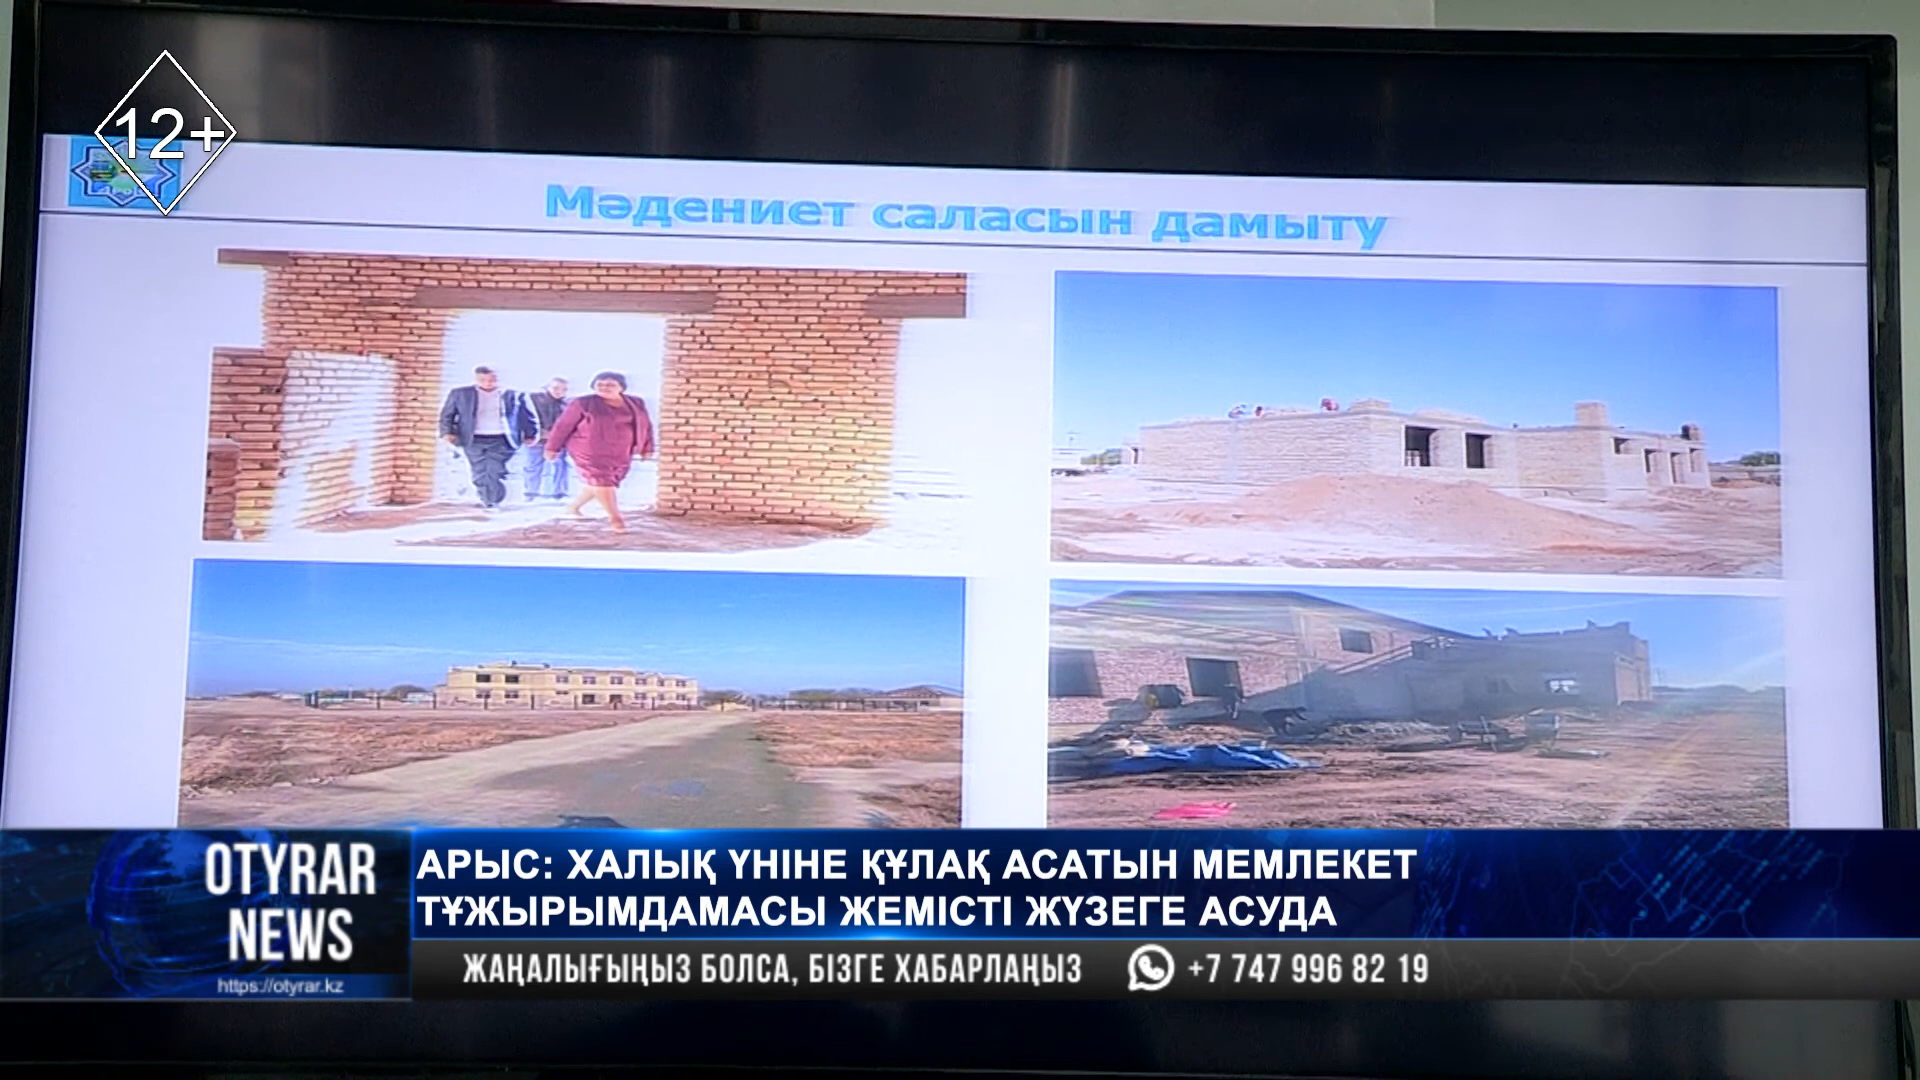 12+
Мәдениет саласын дамыту
OTYRAR
NEWS
https://otyrar.kz
АРЫС: ХАЛЫҚ ҮНІНЕ ҚҰЛАҚ АСАТЫН МЕМЛЕКЕТ
ТҰЖЫРЫМДАМАСЫ ЖЕМІСТІ ЖҮЗЕГЕ АСУДА
ЖАҢАЛЫҒЫҢЫЗ БОЛСА, БІЗГЕ ХАБАРЛАҢЫЗ +7 747 996 82 19